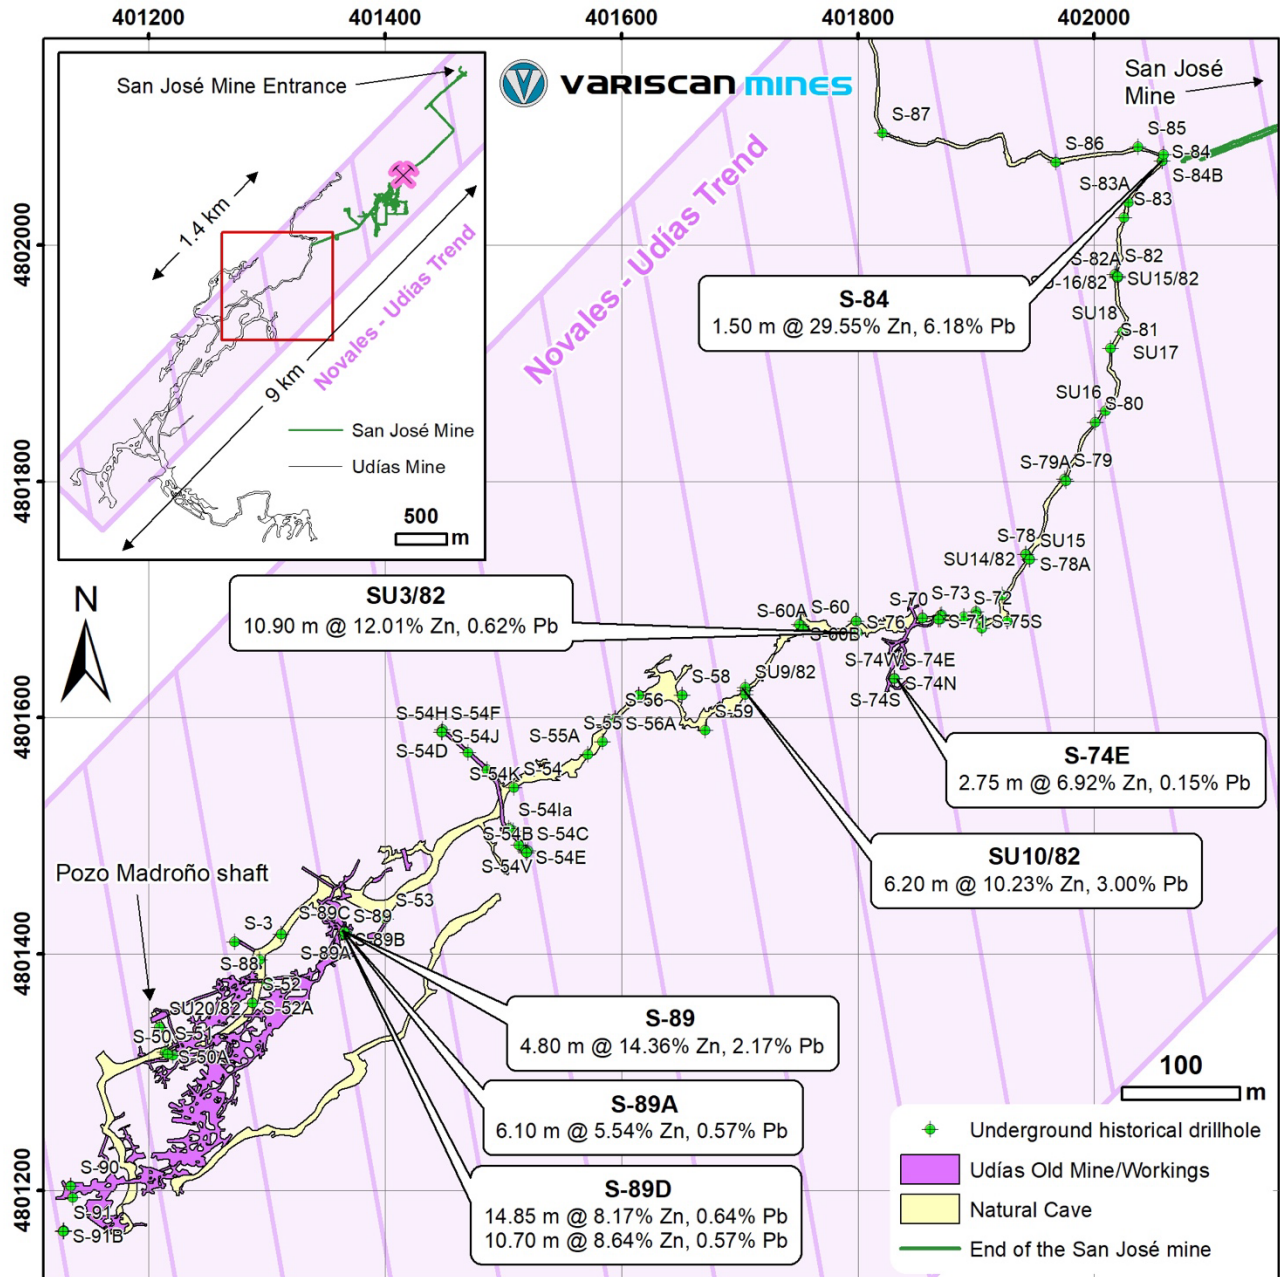 401200 401400 401600 401800 402000
4802000
4801800
4801600
4801400
4801200
San José Mine Entrance
1.4 km
9 km
Novales - Udías Trend
San José Mine
Udías Mine
500
m
VARISCAN MINES
Novales - Udías Trend
San José
Mine
S-87
S-86
S-85
S-84
S-84B
S-83A
S-83
S-82
S-82A
SU15/82
U-16/82
SU18
S-81
SU17
SU16
S-80
S-79A
S-79
S-78
SU15
SU14/82
S-78A
S-84
1.50 m @ 29.55% Zn, 6.18% Pb
SU3/82
10.90 m @ 12.01% Zn, 0.62% Pb
N
S-60A
S-60
S-60B
S-76
S-70
S-73
S-72
S-71
S-75S
S-74W
S-74E
S-74N
S-74S
SU9/82
S-58
S-56
S-59
S-55
S-56A
S-55A
S-54H
S-54F
S-54J
S-54D
S-54K
S-54
S-54Ia
S-54B
S-54C
S-54V
S-54E
S-74E
2.75 m @ 6.92% Zn, 0.15% Pb
SU10/82
6.20 m @ 10.23% Zn, 3.00% Pb
Pozo Madroño shaft
S-53
S-89C
S-89
S-89B
S-89A
S-3
S-88
S-52
S-52A
SU20/82
S-50
S-51
S-50A
S-89
4.80 m @ 14.36% Zn, 2.17% Pb
S-89A
6.10 m @ 5.54% Zn, 0.57% Pb
S-89D
14.85 m @ 8.17% Zn, 0.64% Pb
10.70 m @ 8.64% Zn, 0.57% Pb
S-90
S-91
S-91B
100
m
Underground historical drillhole
Udías Old Mine/Workings
Natural Cave
End of the San José mine